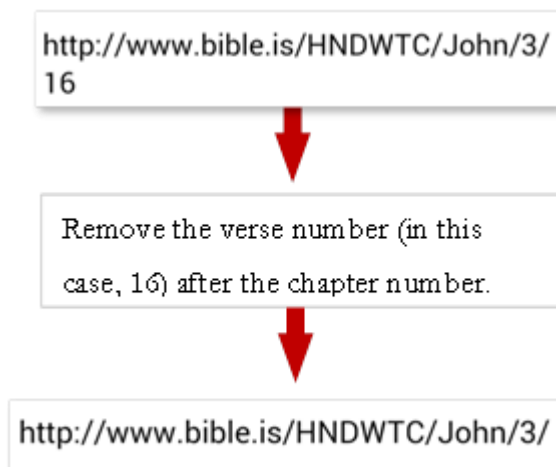 http://www.bible.is/HNDWTC/John/3/
16
Remove the verse number (in this
case, 16) after the chapter number.
http://www.bible.is/HNDWTC/John/3/